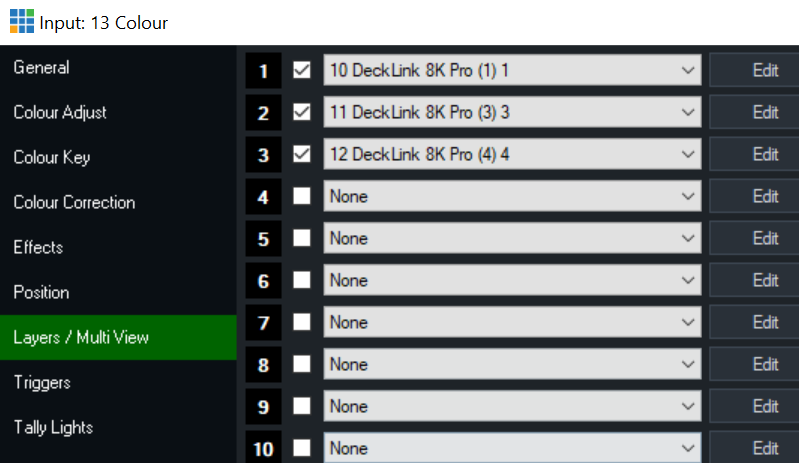 Input: 13 Colour
General
Colour Adjust
Colour Key
Colour Correction
Effects
Position
Layers / Multi View
Triggers
Tally Lights
1 10 DeckLink 8K Pro (1) 1 Edit
2 11 DeckLink 8K Pro (3) 3 Edit
3 12 DeckLink 8K Pro (4) 4 Edit
4 None Edit
5 None Edit
6 None Edit
7 None Edit
8 None Edit
9 None Edit
10 None Edit